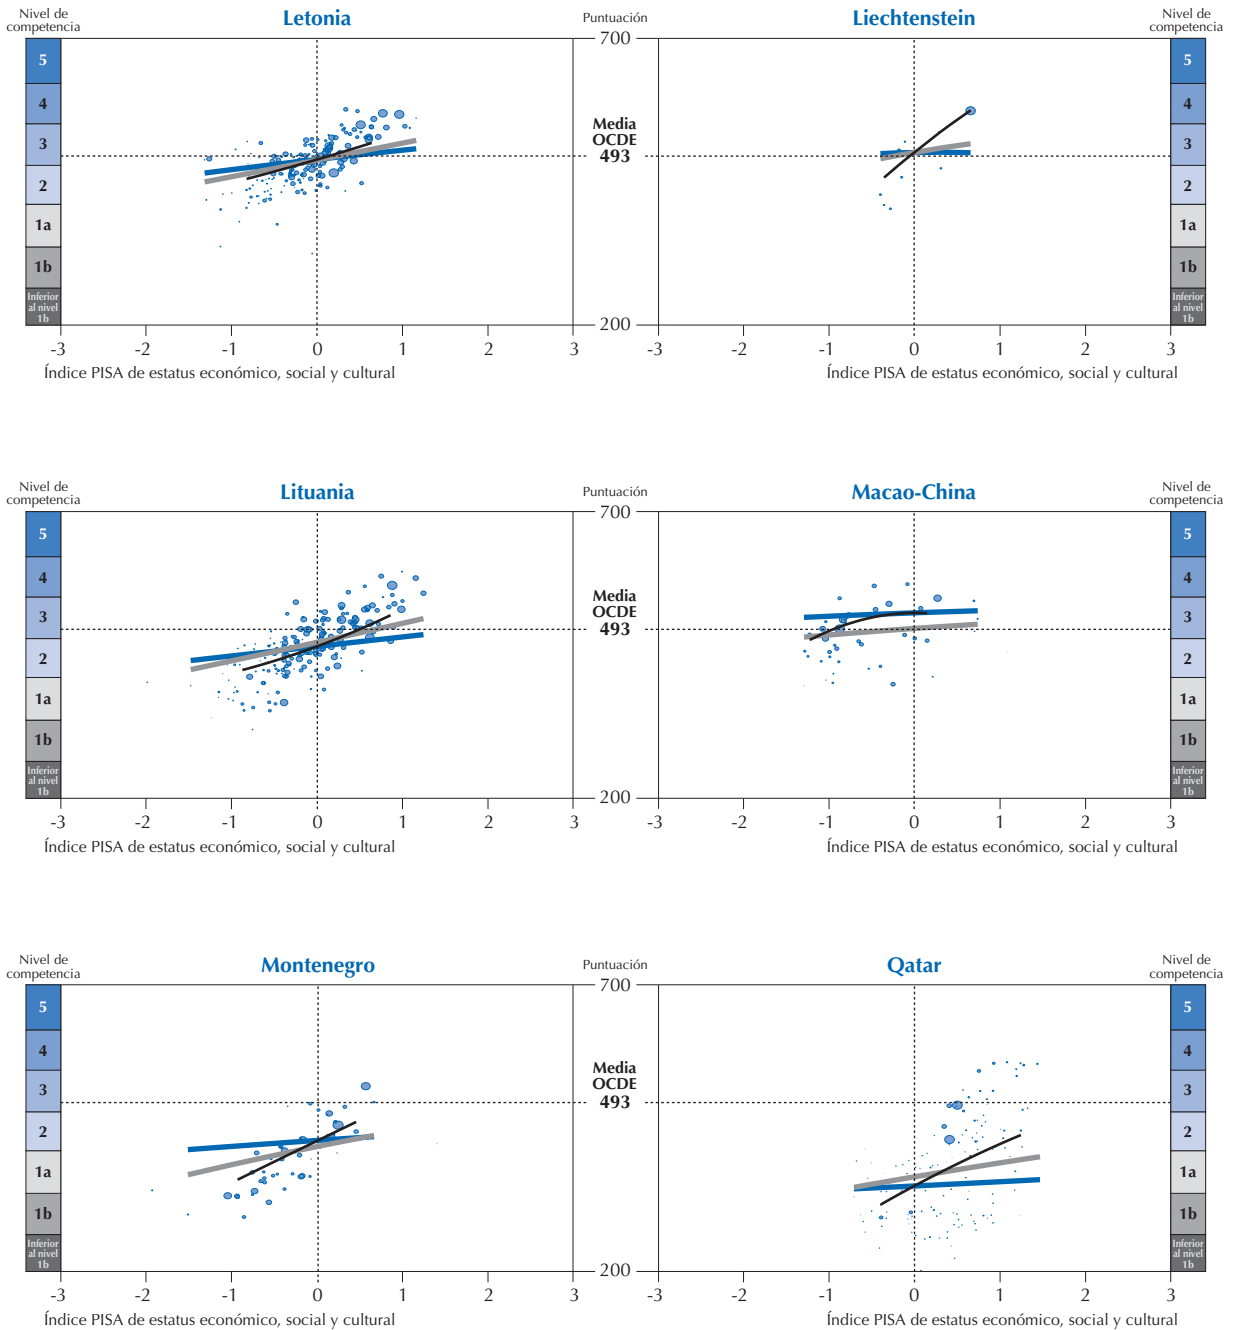 Nivel de
competencia
Letonia
Puntuación
Liechtenstein
Nivel de
competencia
5
4
3
2
1a
1b
Inferior
al nivel
1b
700
Media
OCDE
493
200
5
4
3
2
1a
1b
Inferior
al nivel
1b
-3 -2 -1 0 1 2 3
-3 -2 -1 0 1 2 3
Índice PISA de estatus económico, social y cultural
Índice PISA de estatus económico, social y cultural
Nivel de
competencia
Lituania
Puntuación
Macao-China
Nivel de
competencia
5
4
3
2
1a
1b
Inferior
al nivel
1b
700
Media
OCDE
493
200
5
4
3
2
1a
1b
Inferior
al nivel
1b
-3 -2 -1 0 1 2 3
-3 -2 -1 0 1 2 3
Índice PISA de estatus económico, social y cultural
Índice PISA de estatus económico, social y cultural
Nivel de
competencia
Montenegro
Puntuación
Qatar
Nivel de
competencia
5
4
3
2
1a
1b
Inferior
al nivel
1b
700
Media
OCDE
493
200
5
4
3
2
1a
1b
Inferior
al nivel
1b
-3 -2 -1 0 1 2 3
-3 -2 -1 0 1 2 3
Índice PISA de estatus económico, social y cultural
Índice PISA de estatus económico, social y cultural